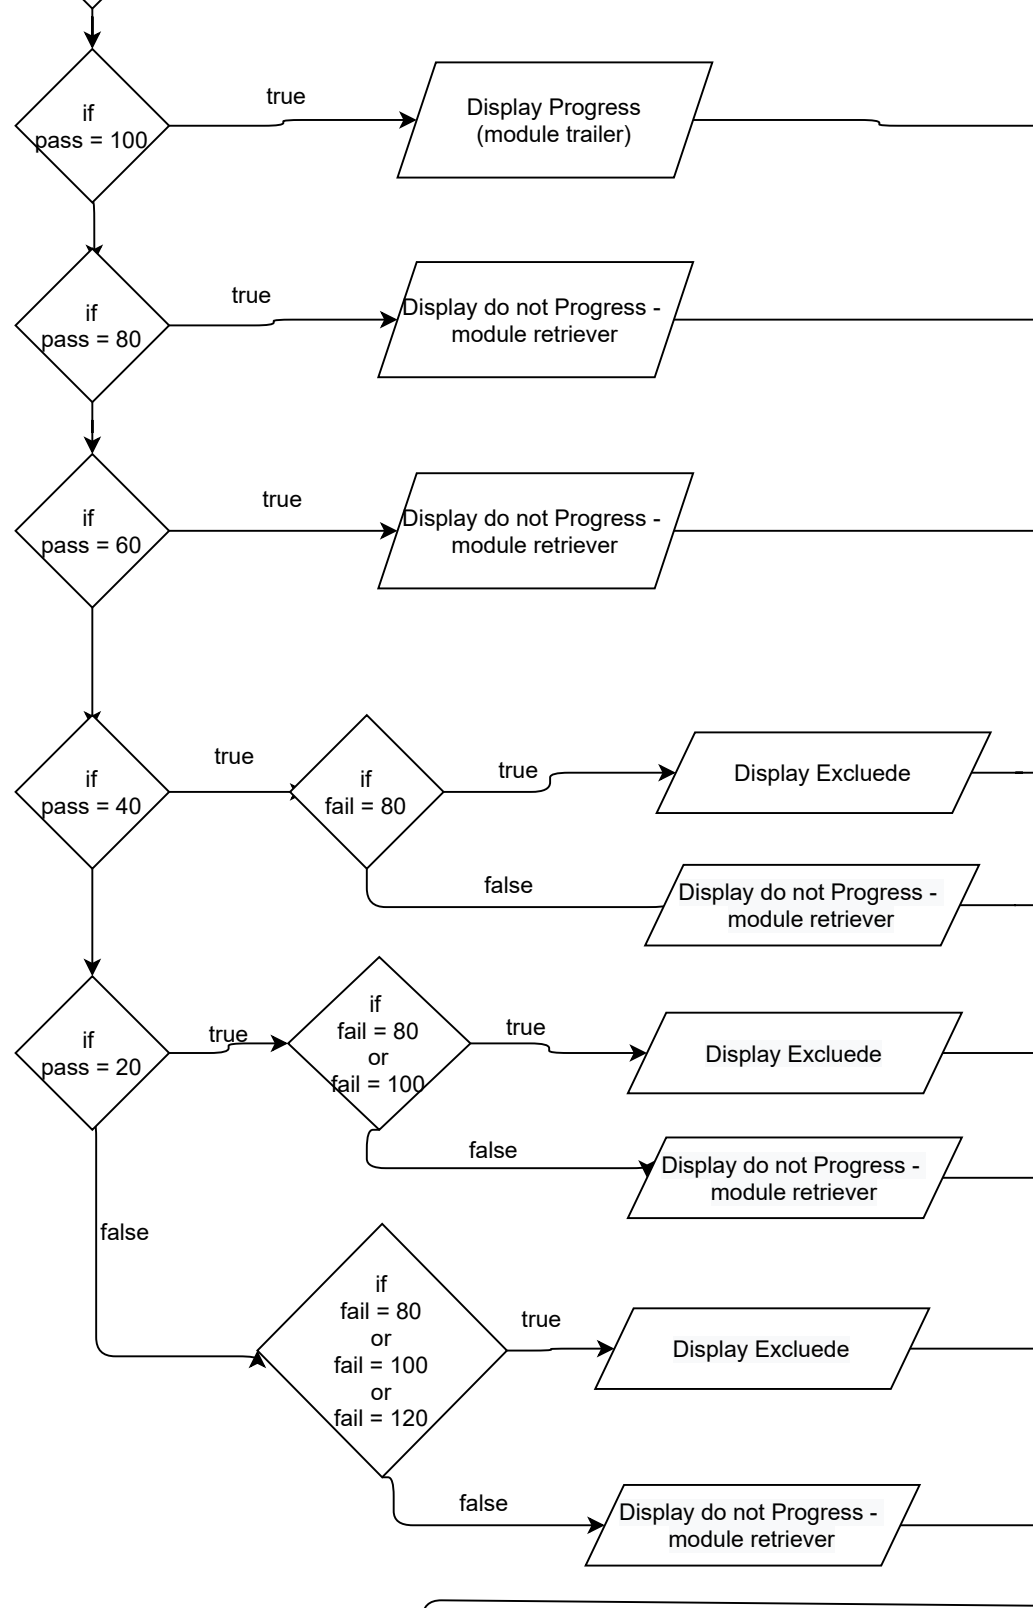 if
pass = 100
true
Display Progress
(module trailer)
if
pass = 80
true
Display do not Progress -
module retriever
if
pass = 60
true
Display do not Progress -
module retriever
if
pass = 40
true
if
fail = 80
true
Display Excluede
false
Display do not Progress -
module retriever
if
pass = 20
true
if
fail = 80
or
fail = 100
true
Display Excluede
false
Display do not Progress -
module retriever
false
if
fail = 80
or
fail = 100
or
fail = 120
true
Display Excluede
false
Display do not Progress -
module retriever